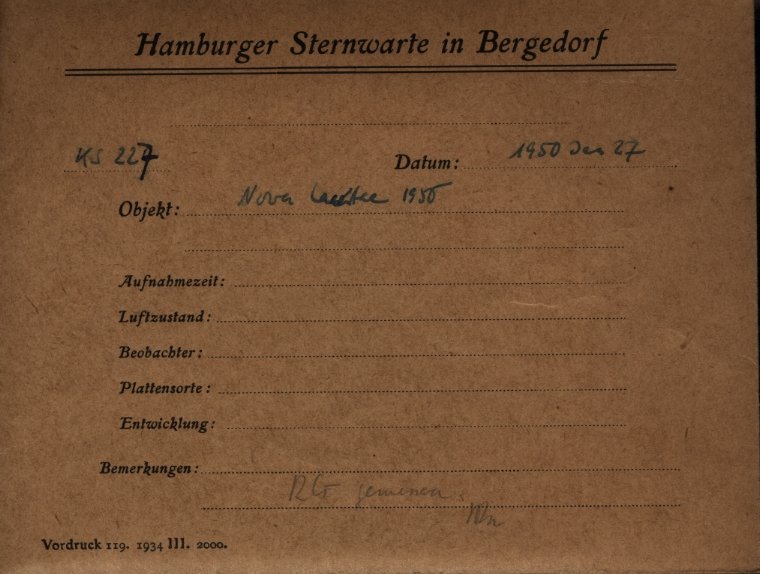 Hamburger Sternwarte in Bergedorf
KS 227 Datum: 1950 Jan 27
Objekt: Nova Lacertae 1950
Aufnahmezeit:
Luftzustand:
Beobachter:
Plattensorte:
Entwicklung:
Bemerkungen:
gemessen
Vordruck 119. 1934 III. 2000.